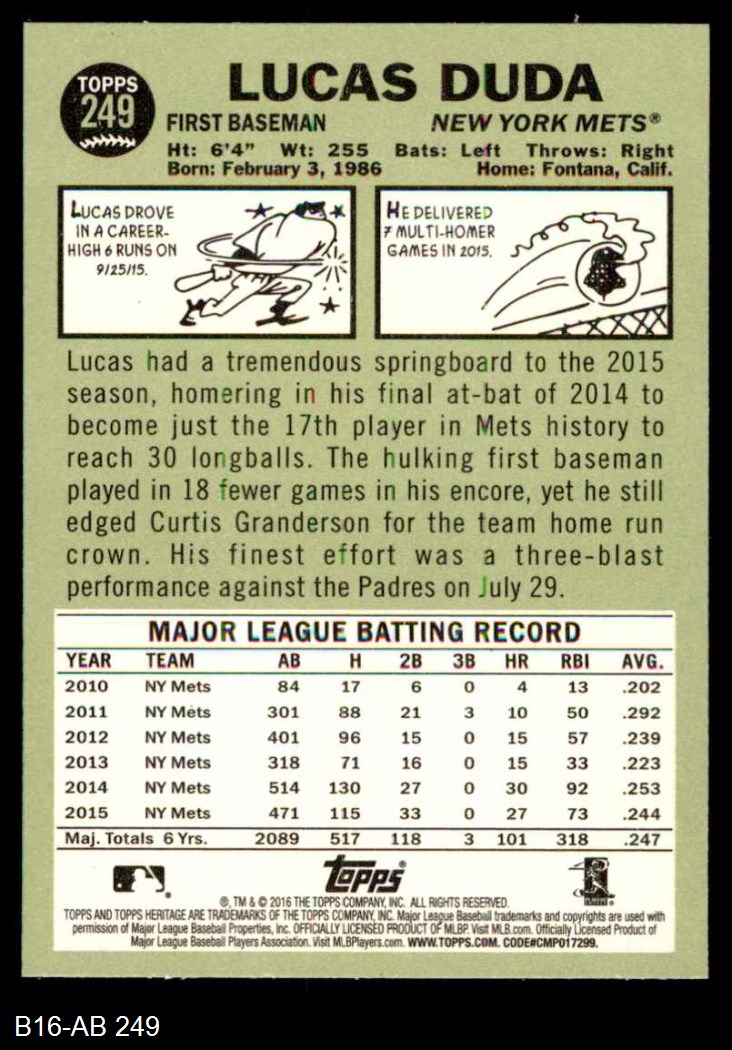 TOPPS
249
LUCAS DUDA
FIRST BASEMAN NEW YORK METS®
Ht: 6'4" Wt: 255 Bats: Left Throws: Right
Born: February 3, 1986 Home: Fontana, Calif.
LUCAS DROVE
IN A CAREER-
HIGH 6 RUNS ON
9/25/15.
HE DELIVERED
7 MULTI-HOMER
GAMES IN 2015.
Lucas had a tremendous springboard to the 2015
season, homering in his final at-bat of 2014 to
become just the 17th player in Mets history to
reach 30 longballs. The hulking first baseman
played in 18 fewer games in his encore, yet he still
edged Curtis Granderson for the team home run
crown. His finest effort was a three-blast
performance against the Padres on July 29.
MAJOR LEAGUE BATTING RECORD
YEAR TEAM AB H 2B 3B HR RBI AVG.
2010 NY Mets 84 17 6 0 4 13 .202
2011 NY Mets 301 88 21 3 10 50 .292
2012 NY Mets 401 96 15 0 15 57 .239
2013 NY Mets 318 71 16 0 15 33 .223
2014 NY Mets 514 130 27 0 30 92 .253
2015 NY Mets 471 115 33 0 27 73 .244
Maj. Totals 6 Yrs. 2089 517 118 3 101 318 .247
Topps®
®, TM & © 2016 THE TOPPS COMPANY, INC. ALL RIGHTS RESERVED.
TOPPS AND TOPPS HERITAGE ARE TRADEMARKS OF THE TOPPS COMPANY, INC. Major League Baseball trademarks and copyrights are used with
permission of Major League Baseball Properties, Inc. OFFICIALLY LICENSED PRODUCT OF MLBP. Visit MLB.com. Officially Licensed Product of
Major League Baseball Players Association. Visit MLBPlayers.com. WWW.TOPPS.COM. CODE#CMP017299.
B16-AB 249